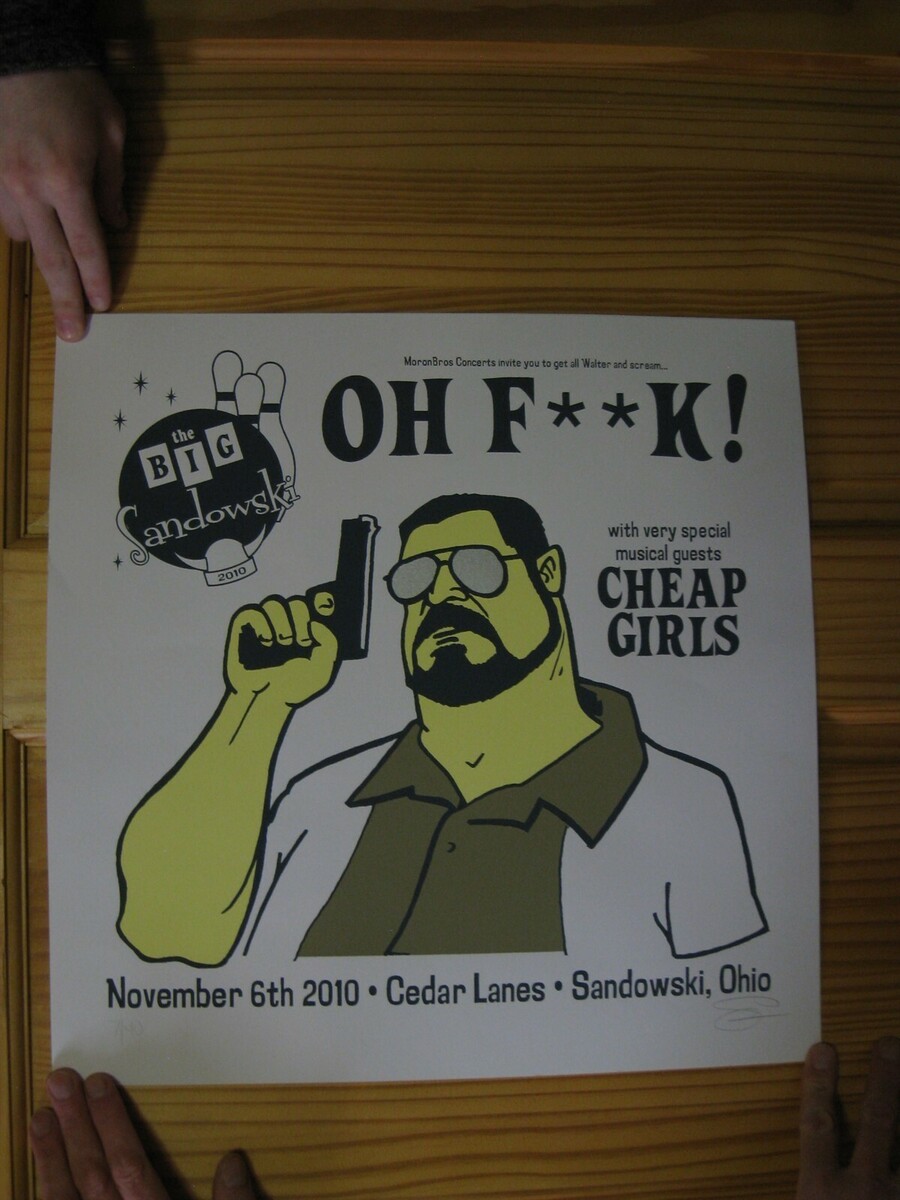 MoronBros Concerts invite you to get all Walter and scream...
OH F**K!
the
BIG
Sandowski
2010
with very special
musical guests
CHEAP
GIRLS
November 6th 2010 • Cedar Lanes • Sandowski, Ohio